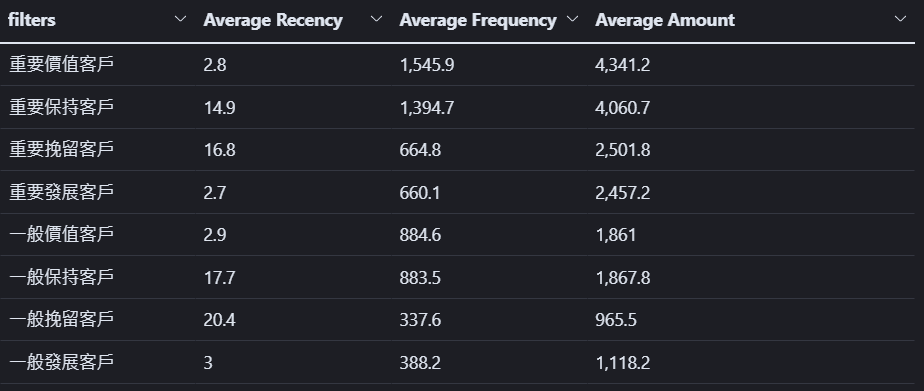 filters Average Recency Average Frequency Average Amount
重要價值客戶 2.8 1,545.9 4,341.2
重要保持客戶 14.9 1,394.7 4,060.7
重要挽留客戶 16.8 664.8 2,501.8
重要發展客戶 2.7 660.1 2,457.2
一般價值客戶 2.9 884.6 1,861
一般保持客戶 17.7 883.5 1,867.8
一般挽留客戶 20.4 337.6 965.5
一般發展客戶 3 388.2 1,118.2